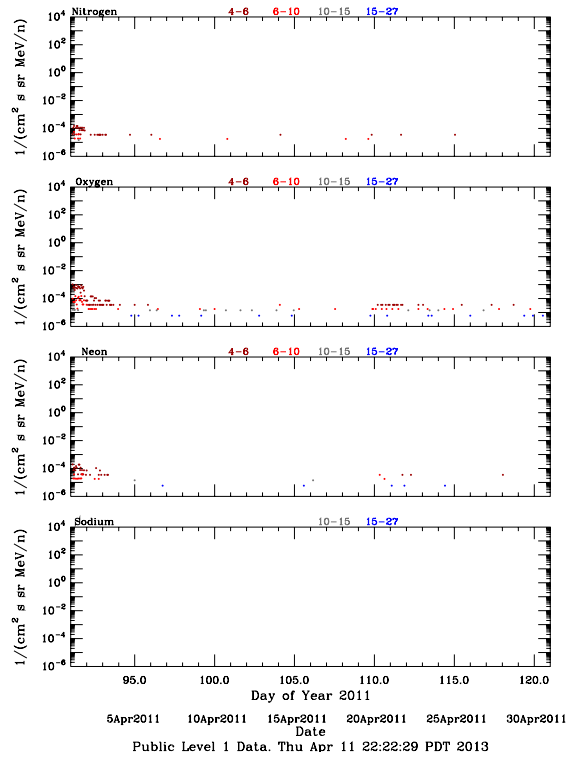 Nitrogen 4-6 6-10 10-15 15-27
10^4
10^2
10^0
10^-2
10^-4
10^-6
1/(cm^2 s sr MeV/n)
Oxygen 4-6 6-10 10-15 15-27
10^4
10^2
10^0
10^-2
10^-4
10^-6
1/(cm^2 s sr MeV/n)
Neon 4-6 6-10 10-15 15-27
10^4
10^2
10^0
10^-2
10^-4
10^-6
1/(cm^2 s sr MeV/n)
Sodium 10-15 15-27
10^4
10^2
10^0
10^-2
10^-4
10^-6
1/(cm^2 s sr MeV/n)
95.0 100.0 105.0 110.0 115.0 120.0
Day of Year 2011
5Apr2011 10Apr2011 15Apr2011 20Apr2011 25Apr2011 30Apr2011
Date
Public Level 1 Data. Thu Apr 11 22:22:29 PDT 2013